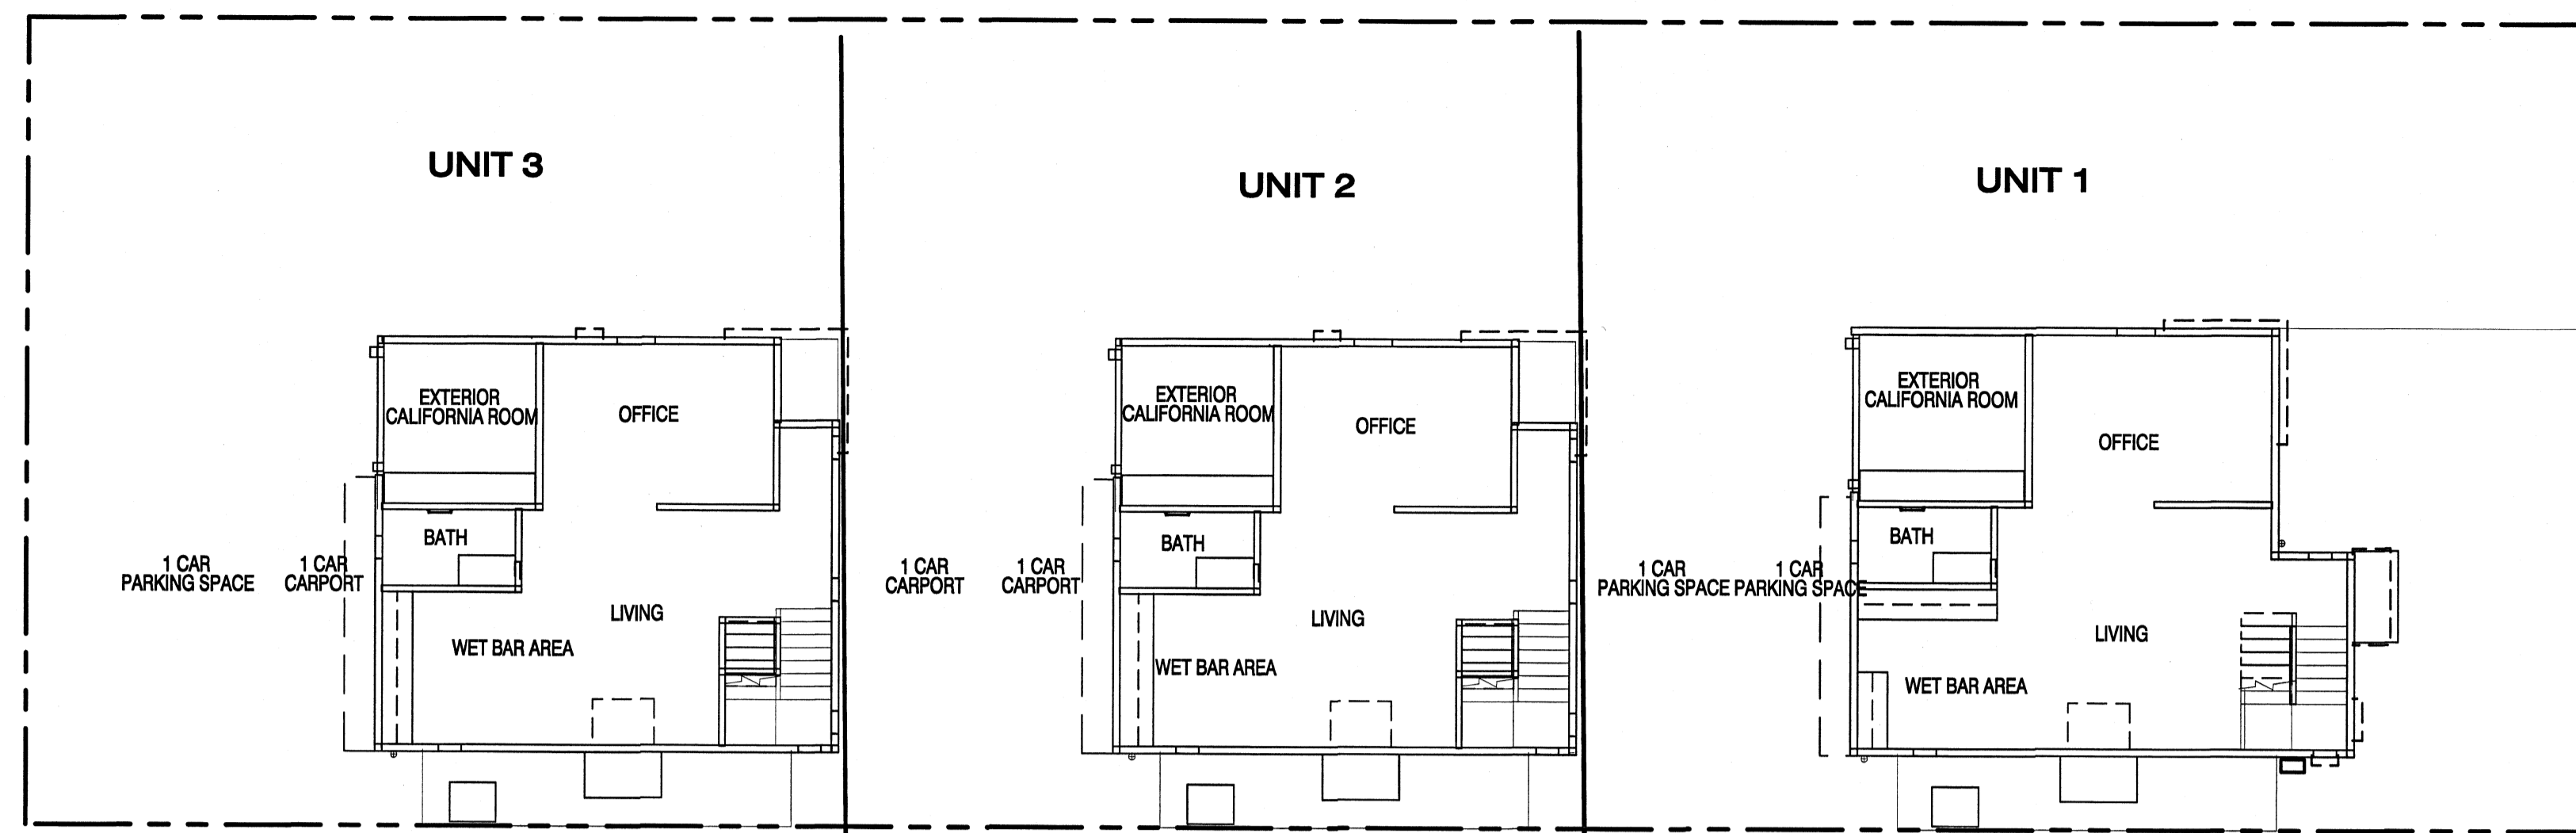 UNIT 3
UNIT 2
UNIT 1
EXTERIOR
CALIFORNIA ROOM
OFFICE
BATH
1 CAR
PARKING SPACE
1 CAR
CARPORT
LIVING
WET BAR AREA
EXTERIOR
CALIFORNIA ROOM
OFFICE
BATH
1 CAR
CARPORT
1 CAR
CARPORT
LIVING
WET BAR AREA
EXTERIOR
CALIFORNIA ROOM
OFFICE
BATH
1 CAR
PARKING SPACE
1 CAR
PARKING SPACE
LIVING
WET BAR AREA